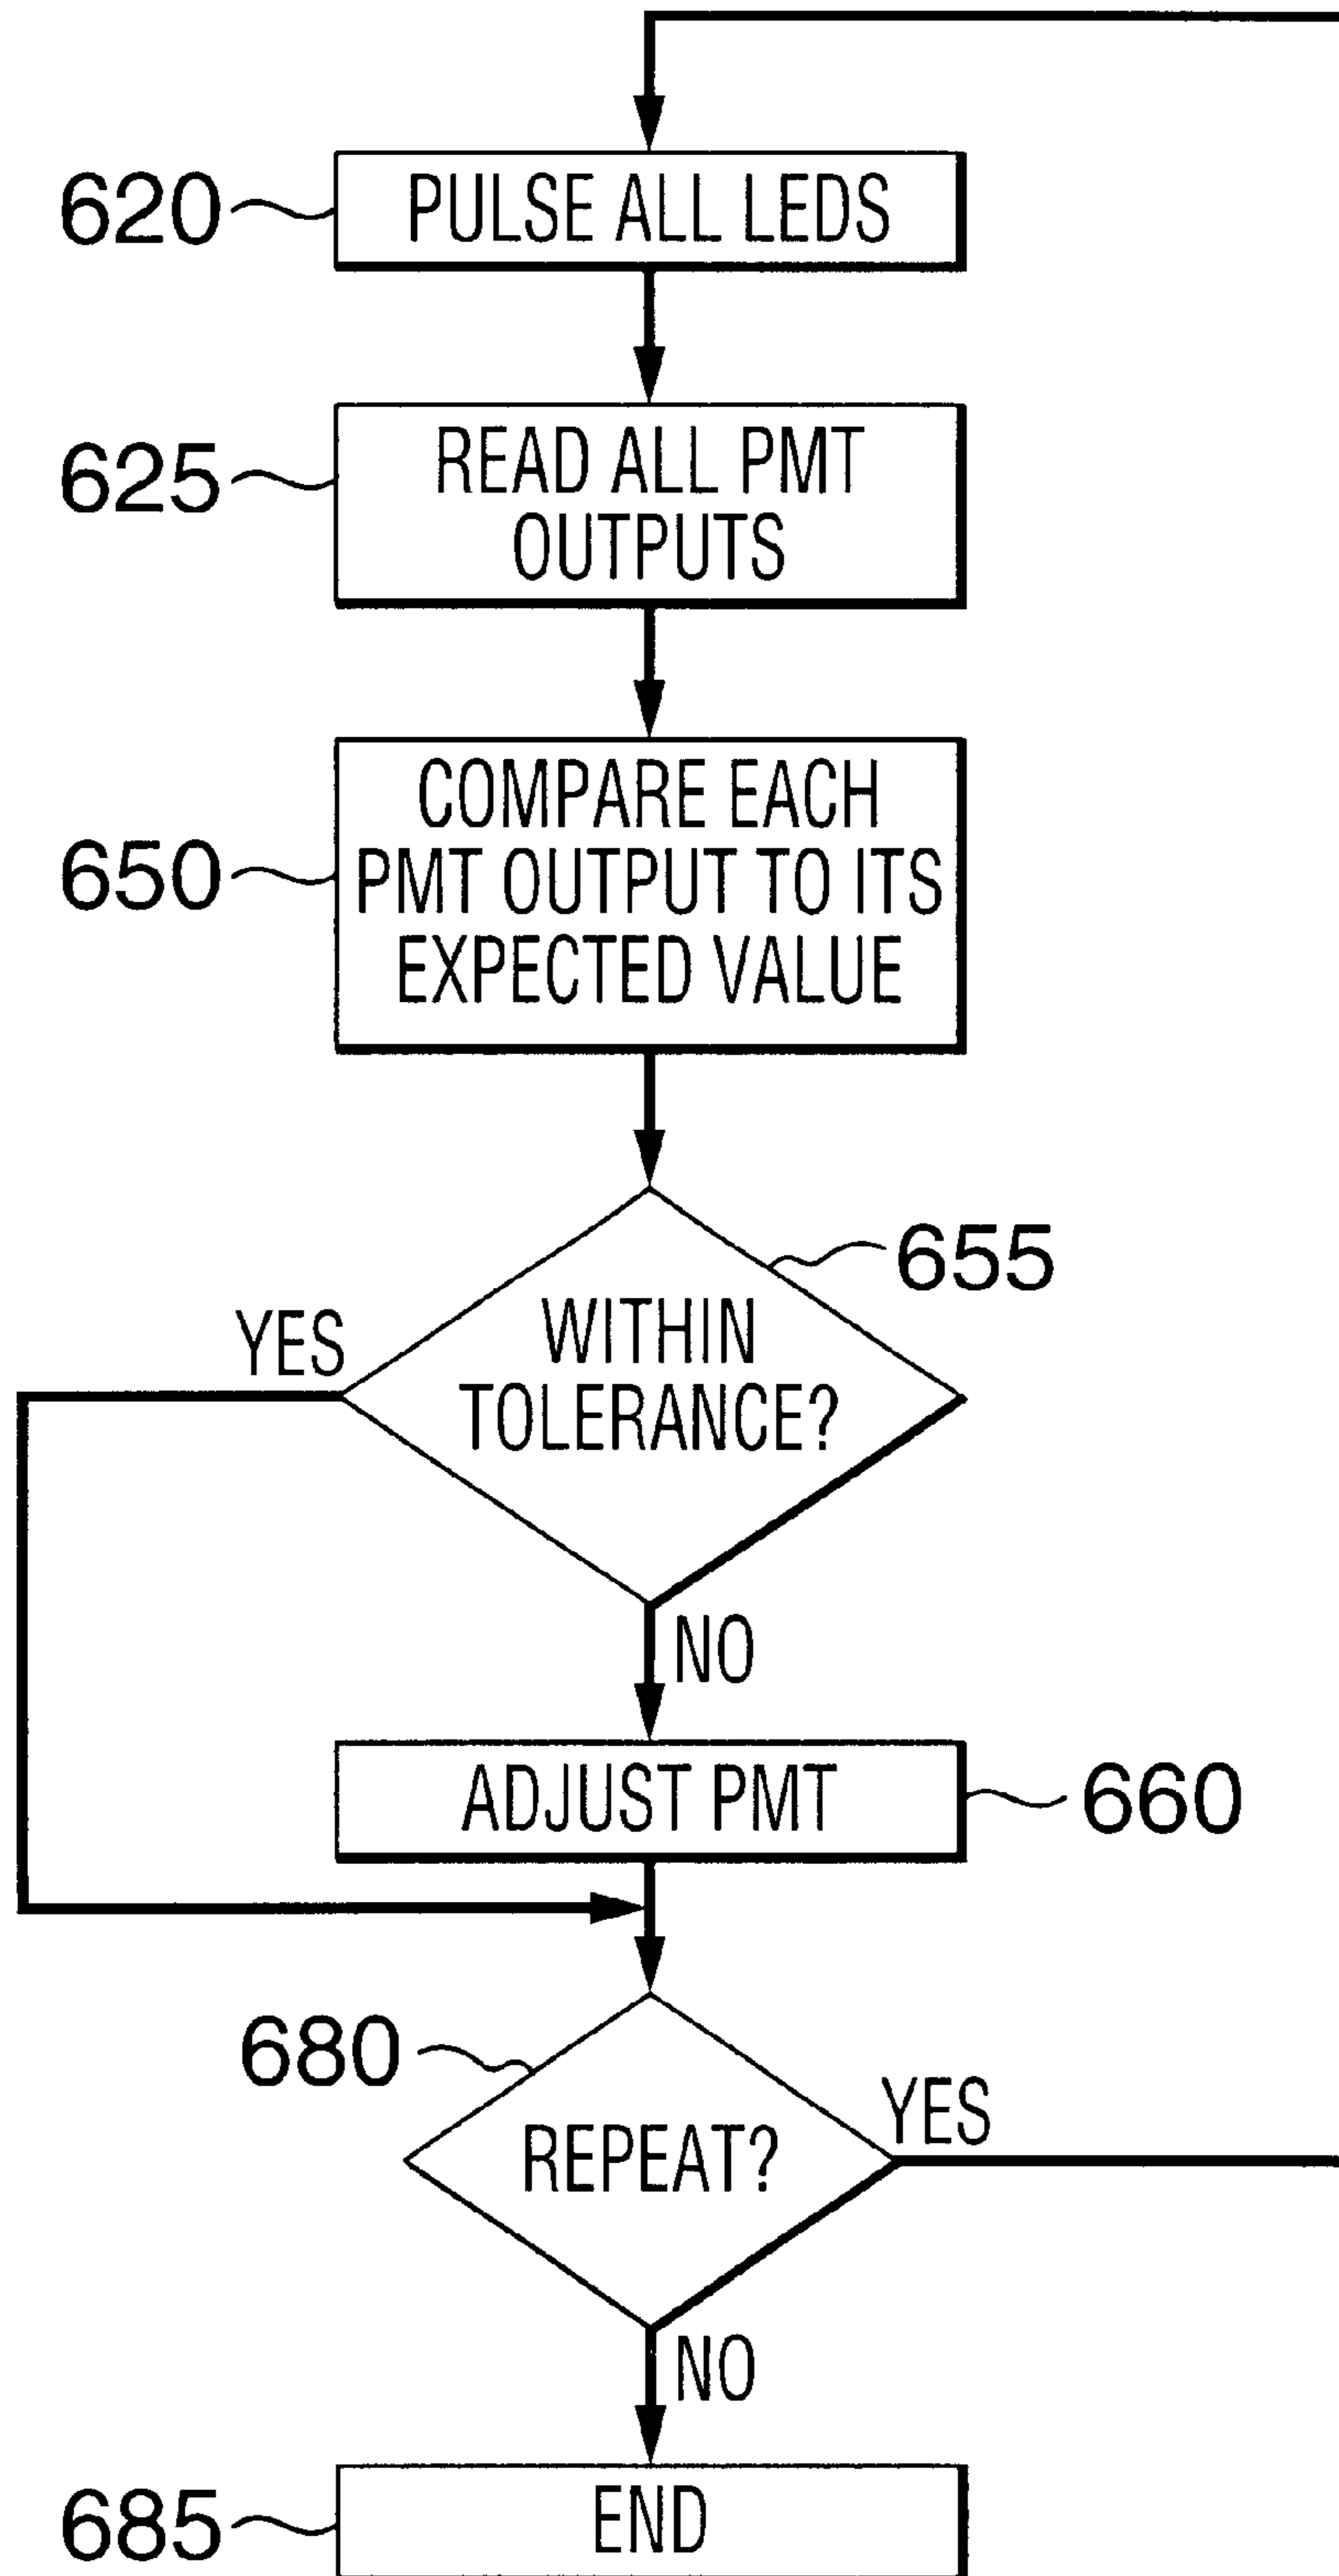 620
PULSE ALL LEDS
625
READ ALL PMT
OUTPUTS
650
COMPARE EACH
PMT OUTPUT TO ITS
EXPECTED VALUE
655
YES
WITHIN
TOLERANCE?
NO
ADJUST PMT
660
680
YES
REPEAT?
NO
685
END